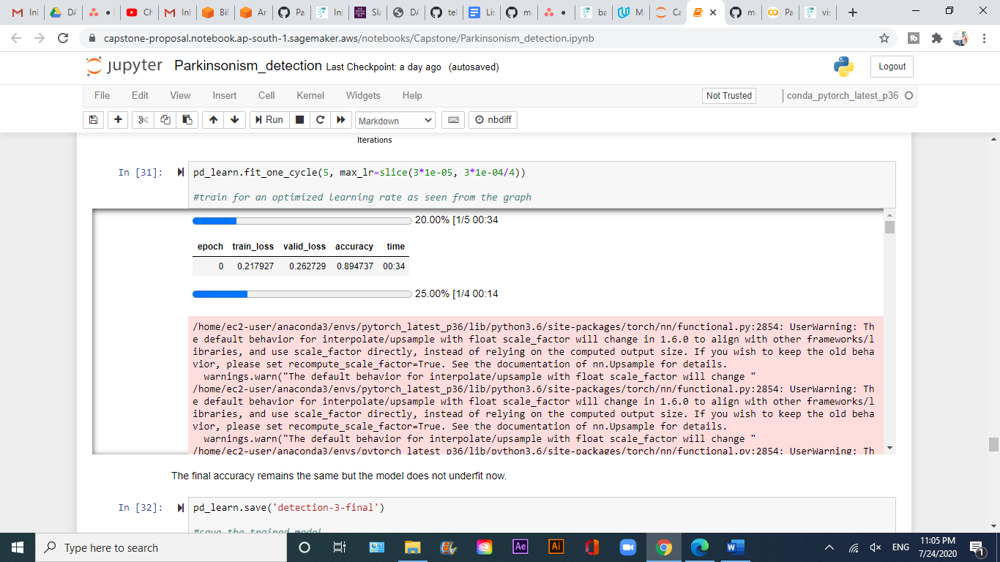 Inl
DA
● I
Ch
Inl
Bil
An
Pa
Ins
Sla
DA
tel
Lis
m
●
ba
M
Ca
m
Pa
vis
capstone-proposal.notebook.ap-south-1.sagemaker.aws/notebooks/Capstone/Parkinsonism_detection.ipynb
jupyter Parkinsonism_detection Last Checkpoint: a day ago (autosaved)
Logout
File Edit View Insert Cell Kernel Widgets Help
Not Trusted
conda_pytorch_latest_p36
Run
Markdown
nbdiff
Iterations
In [31]:
pd_learn.fit_one_cycle(5, max_lr=slice(3*1e-05, 3*1e-04/4))
#train for an optimized learning rate as seen from the graph
20.00% [1/5 00:34
epoch train_loss valid_loss accuracy time
0 0.217927 0.262729 0.894737 00:34
25.00% [1/4 00:14
/home/ec2-user/anaconda3/envs/pytorch_latest_p36/lib/python3.6/site-packages/torch/nn/functional.py:2854: UserWarning: Th
e default behavior for interpolate/upsample with float scale_factor will change in 1.6.0 to align with other frameworks/l
ibraries, and use scale_factor directly, instead of relying on the computed output size. If you wish to keep the old beha
vior, please set recompute_scale_factor=True. See the documentation of nn.Upsample for details.
warnings.warn("The default behavior for interpolate/upsample with float scale_factor will change "
/home/ec2-user/anaconda3/envs/pytorch_latest_p36/lib/python3.6/site-packages/torch/nn/functional.py:2854: UserWarning: Th
e default behavior for interpolate/upsample with float scale_factor will change in 1.6.0 to align with other frameworks/l
ibraries, and use scale_factor directly, instead of relying on the computed output size. If you wish to keep the old beha
vior, please set recompute_scale_factor=True. See the documentation of nn.Upsample for details.
warnings.warn("The default behavior for interpolate/upsample with float scale_factor will change "
/home/ec2-user/anaconda3/envs/pytorch_latest_p36/lib/python3.6/site-packages/torch/nn/functional.py:2854: UserWarning: Th
The final accuracy remains the same but the model does not underfit now.
In [32]:
pd_learn.save('detection-3-final')
#save the trained model
Type here to search
Ae
Ai
ENG
11:05 PM
7/24/2020
1